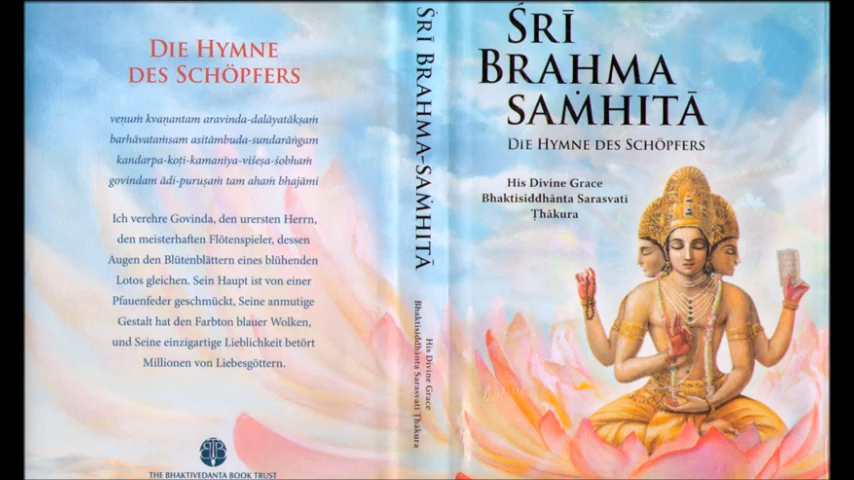 DIE HYMNE
DES SCHÖPFERS
veṇuṁ kvaṇantam aravinda-dalāyatākṣaṁ
barhāvataṁsam asitāmbuda-sundarāṅgam
kandarpa-koṭi-kamanīya-viśeṣa-śobhaṁ
govindam ādi-puruṣaṁ tam ahaṁ bhajāmi
Ich verehre Govinda, den urersten Herrn,
den meisterhaften Flötenspieler, dessen
Augen den Blütenblättern eines blühenden
Lotos gleichen. Sein Haupt ist von einer
Pfauenfeder geschmückt, Seine anmutige
Gestalt hat den Farbton blauer Wolken,
und Seine einzigartige Lieblichkeit betört
Millionen von Liebesgöttern.
THE BHAKTIVEDANTA BOOK TRUST
ŚRĪ BRAHMA-SAṀHITĀ
His Divine Grace
Bhaktisiddhānta Sarasvatī Ṭhākura
ŚRĪ
BRAHMA
SAṀHITĀ
DIE HYMNE DES SCHÖPFERS
His Divine Grace
Bhaktisiddhānta Sarasvatī
Ṭhākura